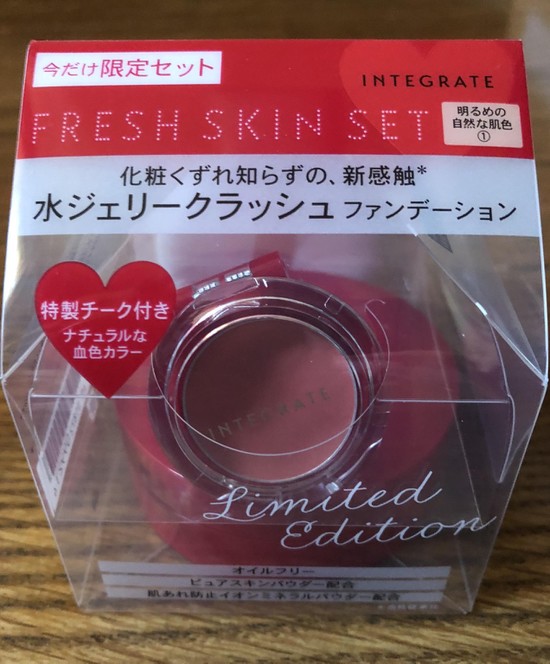 今だけ限定セット
INTEGRATE
FRESH SKIN SET
明るめの
自然な肌色
①
化粧くずれ知らずの、新感触*
水ジェリークラッシュ ファンデーション
特製チーク付き
ナチュラルな
血色カラー
INTEGRATE
Limited
Edition
オイルフリー
ピュアスキンパウダー配合
肌あれ防止イオンミネラルパウダー配合